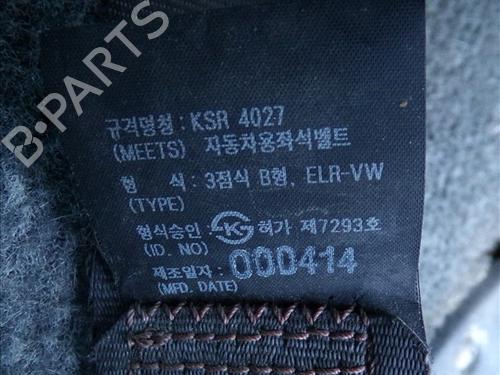 규격명칭 : KSR 4027
(MEETS) 자동차용좌석벨트
형 식 : 3점식 B형, ELR-VW
(TYPE)
형식승인 : 허가 제7293호
(ID. NO)
제조일자 : 000414
(MFD. DATE)